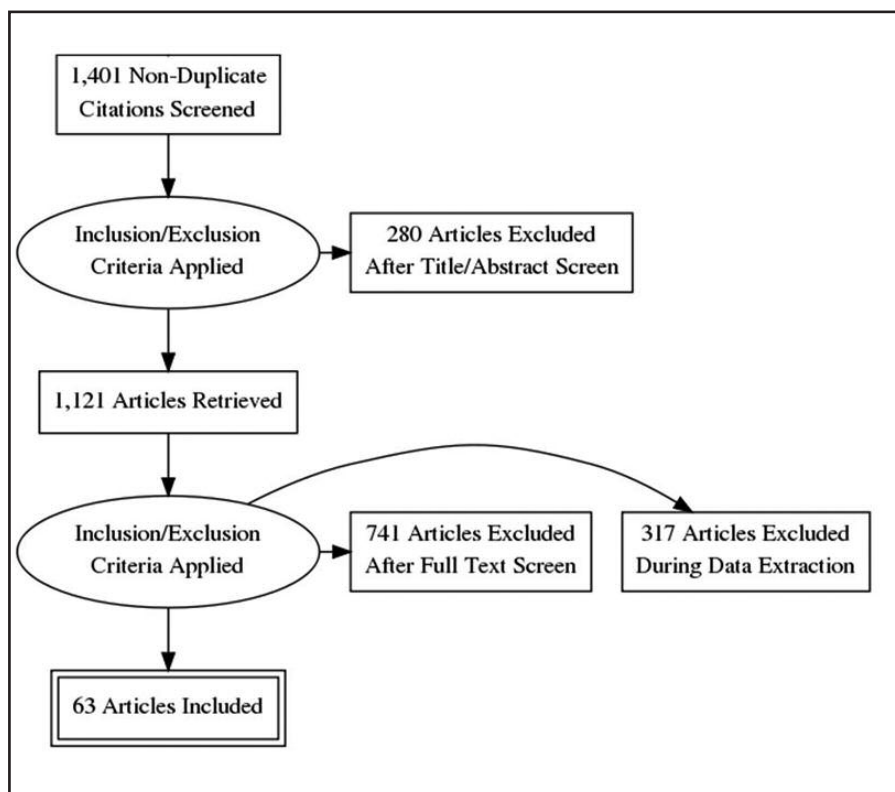 1,401 Non-Duplicate
Citations Screened
Inclusion/Exclusion
Criteria Applied
280 Articles Excluded
After Title/Abstract Screen
1,121 Articles Retrieved
Inclusion/Exclusion
Criteria Applied
741 Articles Excluded
After Full Text Screen
317 Articles Excluded
During Data Extraction
63 Articles Included